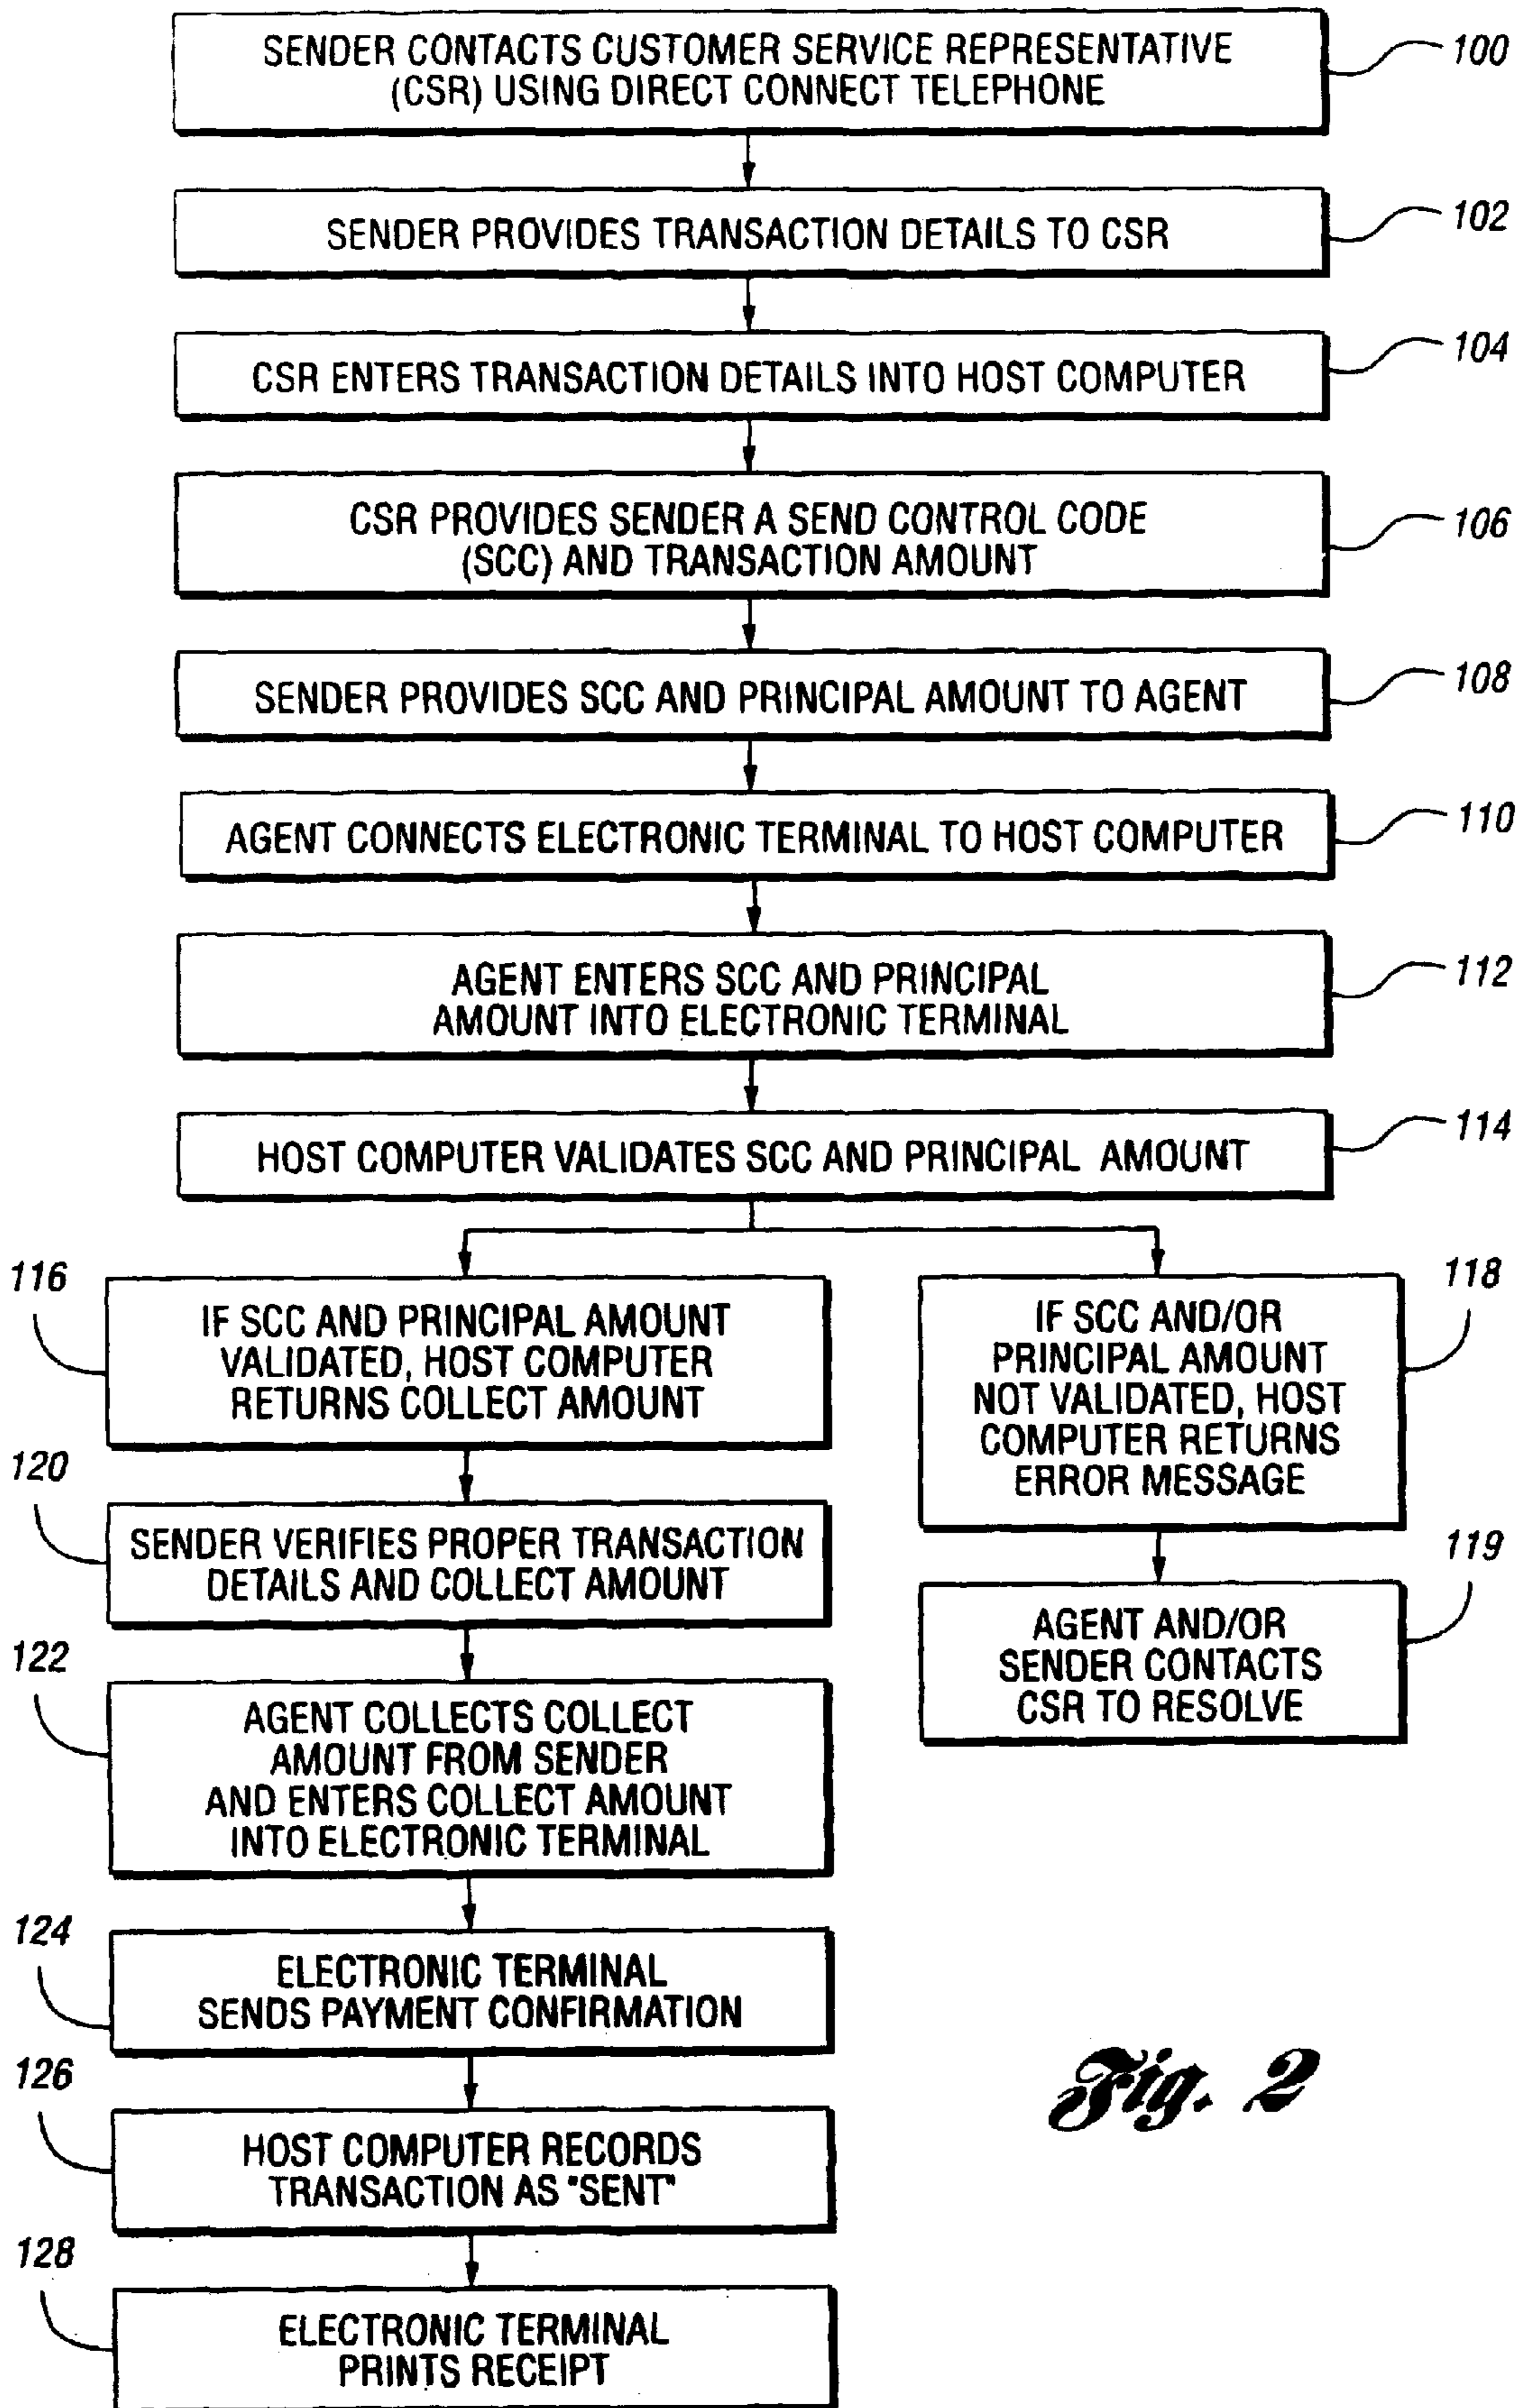 SENDER CONTACTS CUSTOMER SERVICE REPRESENTATIVE
(CSR) USING DIRECT CONNECT TELEPHONE
100
SENDER PROVIDES TRANSACTION DETAILS TO CSR
102
CSR ENTERS TRANSACTION DETAILS INTO HOST COMPUTER
104
CSR PROVIDES SENDER A SEND CONTROL CODE
(SCC) AND TRANSACTION AMOUNT
106
SENDER PROVIDES SCC AND PRINCIPAL AMOUNT TO AGENT
108
AGENT CONNECTS ELECTRONIC TERMINAL TO HOST COMPUTER
110
AGENT ENTERS SCC AND PRINCIPAL
AMOUNT INTO ELECTRONIC TERMINAL
112
HOST COMPUTER VALIDATES SCC AND PRINCIPAL AMOUNT
114
116
IF SCC AND PRINCIPAL AMOUNT
VALIDATED, HOST COMPUTER
RETURNS COLLECT AMOUNT
118
IF SCC AND/OR
PRINCIPAL AMOUNT
NOT VALIDATED, HOST
COMPUTER RETURNS
ERROR MESSAGE
120
SENDER VERIFIES PROPER TRANSACTION
DETAILS AND COLLECT AMOUNT
119
AGENT AND/OR
SENDER CONTACTS
CSR TO RESOLVE
122
AGENT COLLECTS COLLECT
AMOUNT FROM SENDER
AND ENTERS COLLECT AMOUNT
INTO ELECTRONIC TERMINAL
124
ELECTRONIC TERMINAL
SENDS PAYMENT CONFIRMATION
126
HOST COMPUTER RECORDS
TRANSACTION AS "SENT"
128
ELECTRONIC TERMINAL
PRINTS RECEIPT
Fig. 2